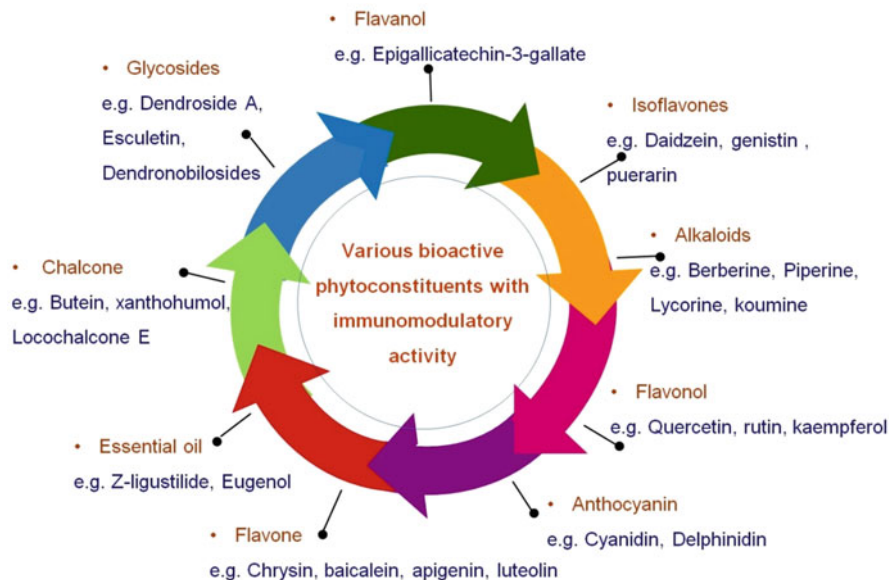 • Flavanol
e.g. Epigallicatechin-3-gallate
• Isoflavones
e.g. Daidzein, genistin ,
puerarin
• Alkaloids
e.g. Berberine, Piperine,
Lycorine, koumine
• Flavonol
e.g. Quercetin, rutin, kaempferol
• Anthocyanin
e.g. Cyanidin, Delphinidin
• Flavone
e.g. Chrysin, baicalein, apigenin, luteolin
• Essential oil
e.g. Z-ligustilide, Eugenol
• Chalcone
e.g. Butein, xanthohumol,
Locochalcone E
• Glycosides
e.g. Dendroside A,
Esculetin,
Dendronobilosides
Various bioactive
phytoconstituents with
immunomodulatory
activity